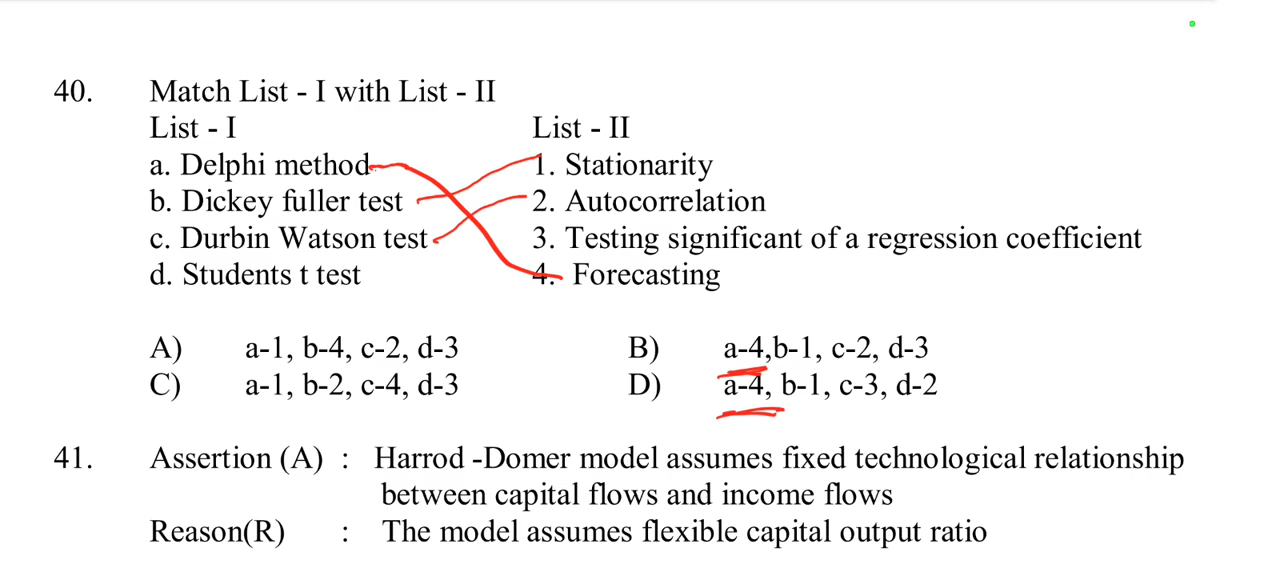 40. Match List - I with List - II
List - I List - II
a. Delphi method 1. Stationarity
b. Dickey fuller test 2. Autocorrelation
c. Durbin Watson test 3. Testing significant of a regression coefficient
d. Students t test 4. Forecasting
A) a-1, b-4, c-2, d-3 B) a-4,b-1, c-2, d-3
C) a-1, b-2, c-4, d-3 D) a-4, b-1, c-3, d-2
41. Assertion (A) : Harrod -Domer model assumes fixed technological relationship
between capital flows and income flows
Reason(R) : The model assumes flexible capital output ratio